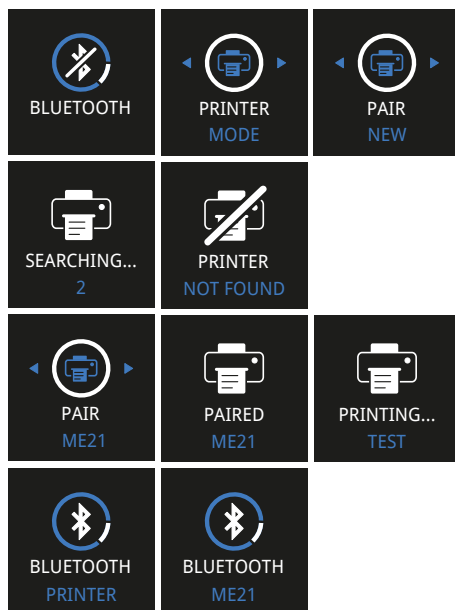 BLUETOOTH
PRINTER
MODE
PAIR
NEW
SEARCHING...
2
PRINTER
NOT FOUND
PAIR
ME21
PAIRED
ME21
PRINTING...
TEST
BLUETOOTH
PRINTER
BLUETOOTH
ME21